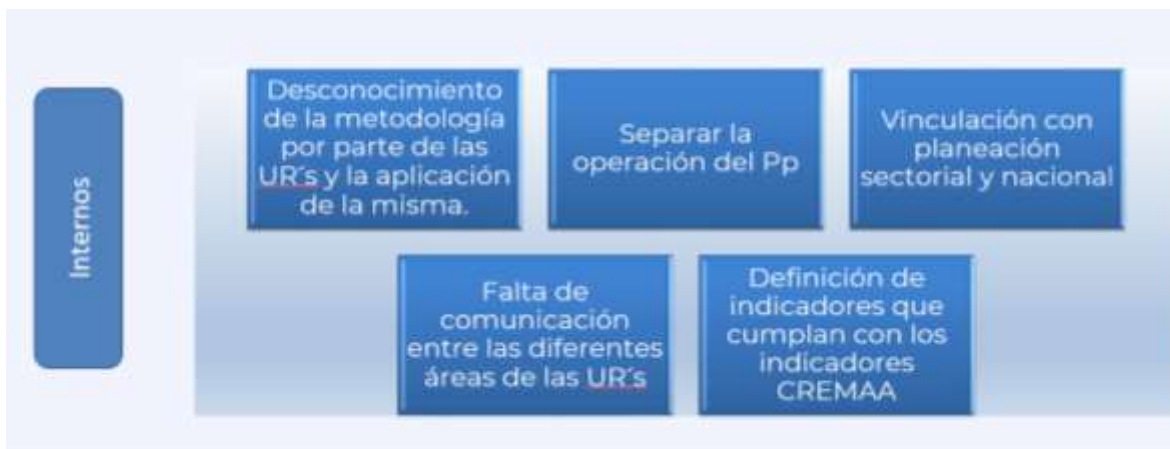 Internos
Desconocimiento
de la metodología
por parte de las
UR´s y la aplicación
de la misma.
Separar la
operación del Pp
Vinculación con
planeación
sectorial y nacional
Falta de
comunicación
entre las diferentes
áreas de las UR´s
Definición de
indicadores que
cumplan con los
indicadores
CREMAA